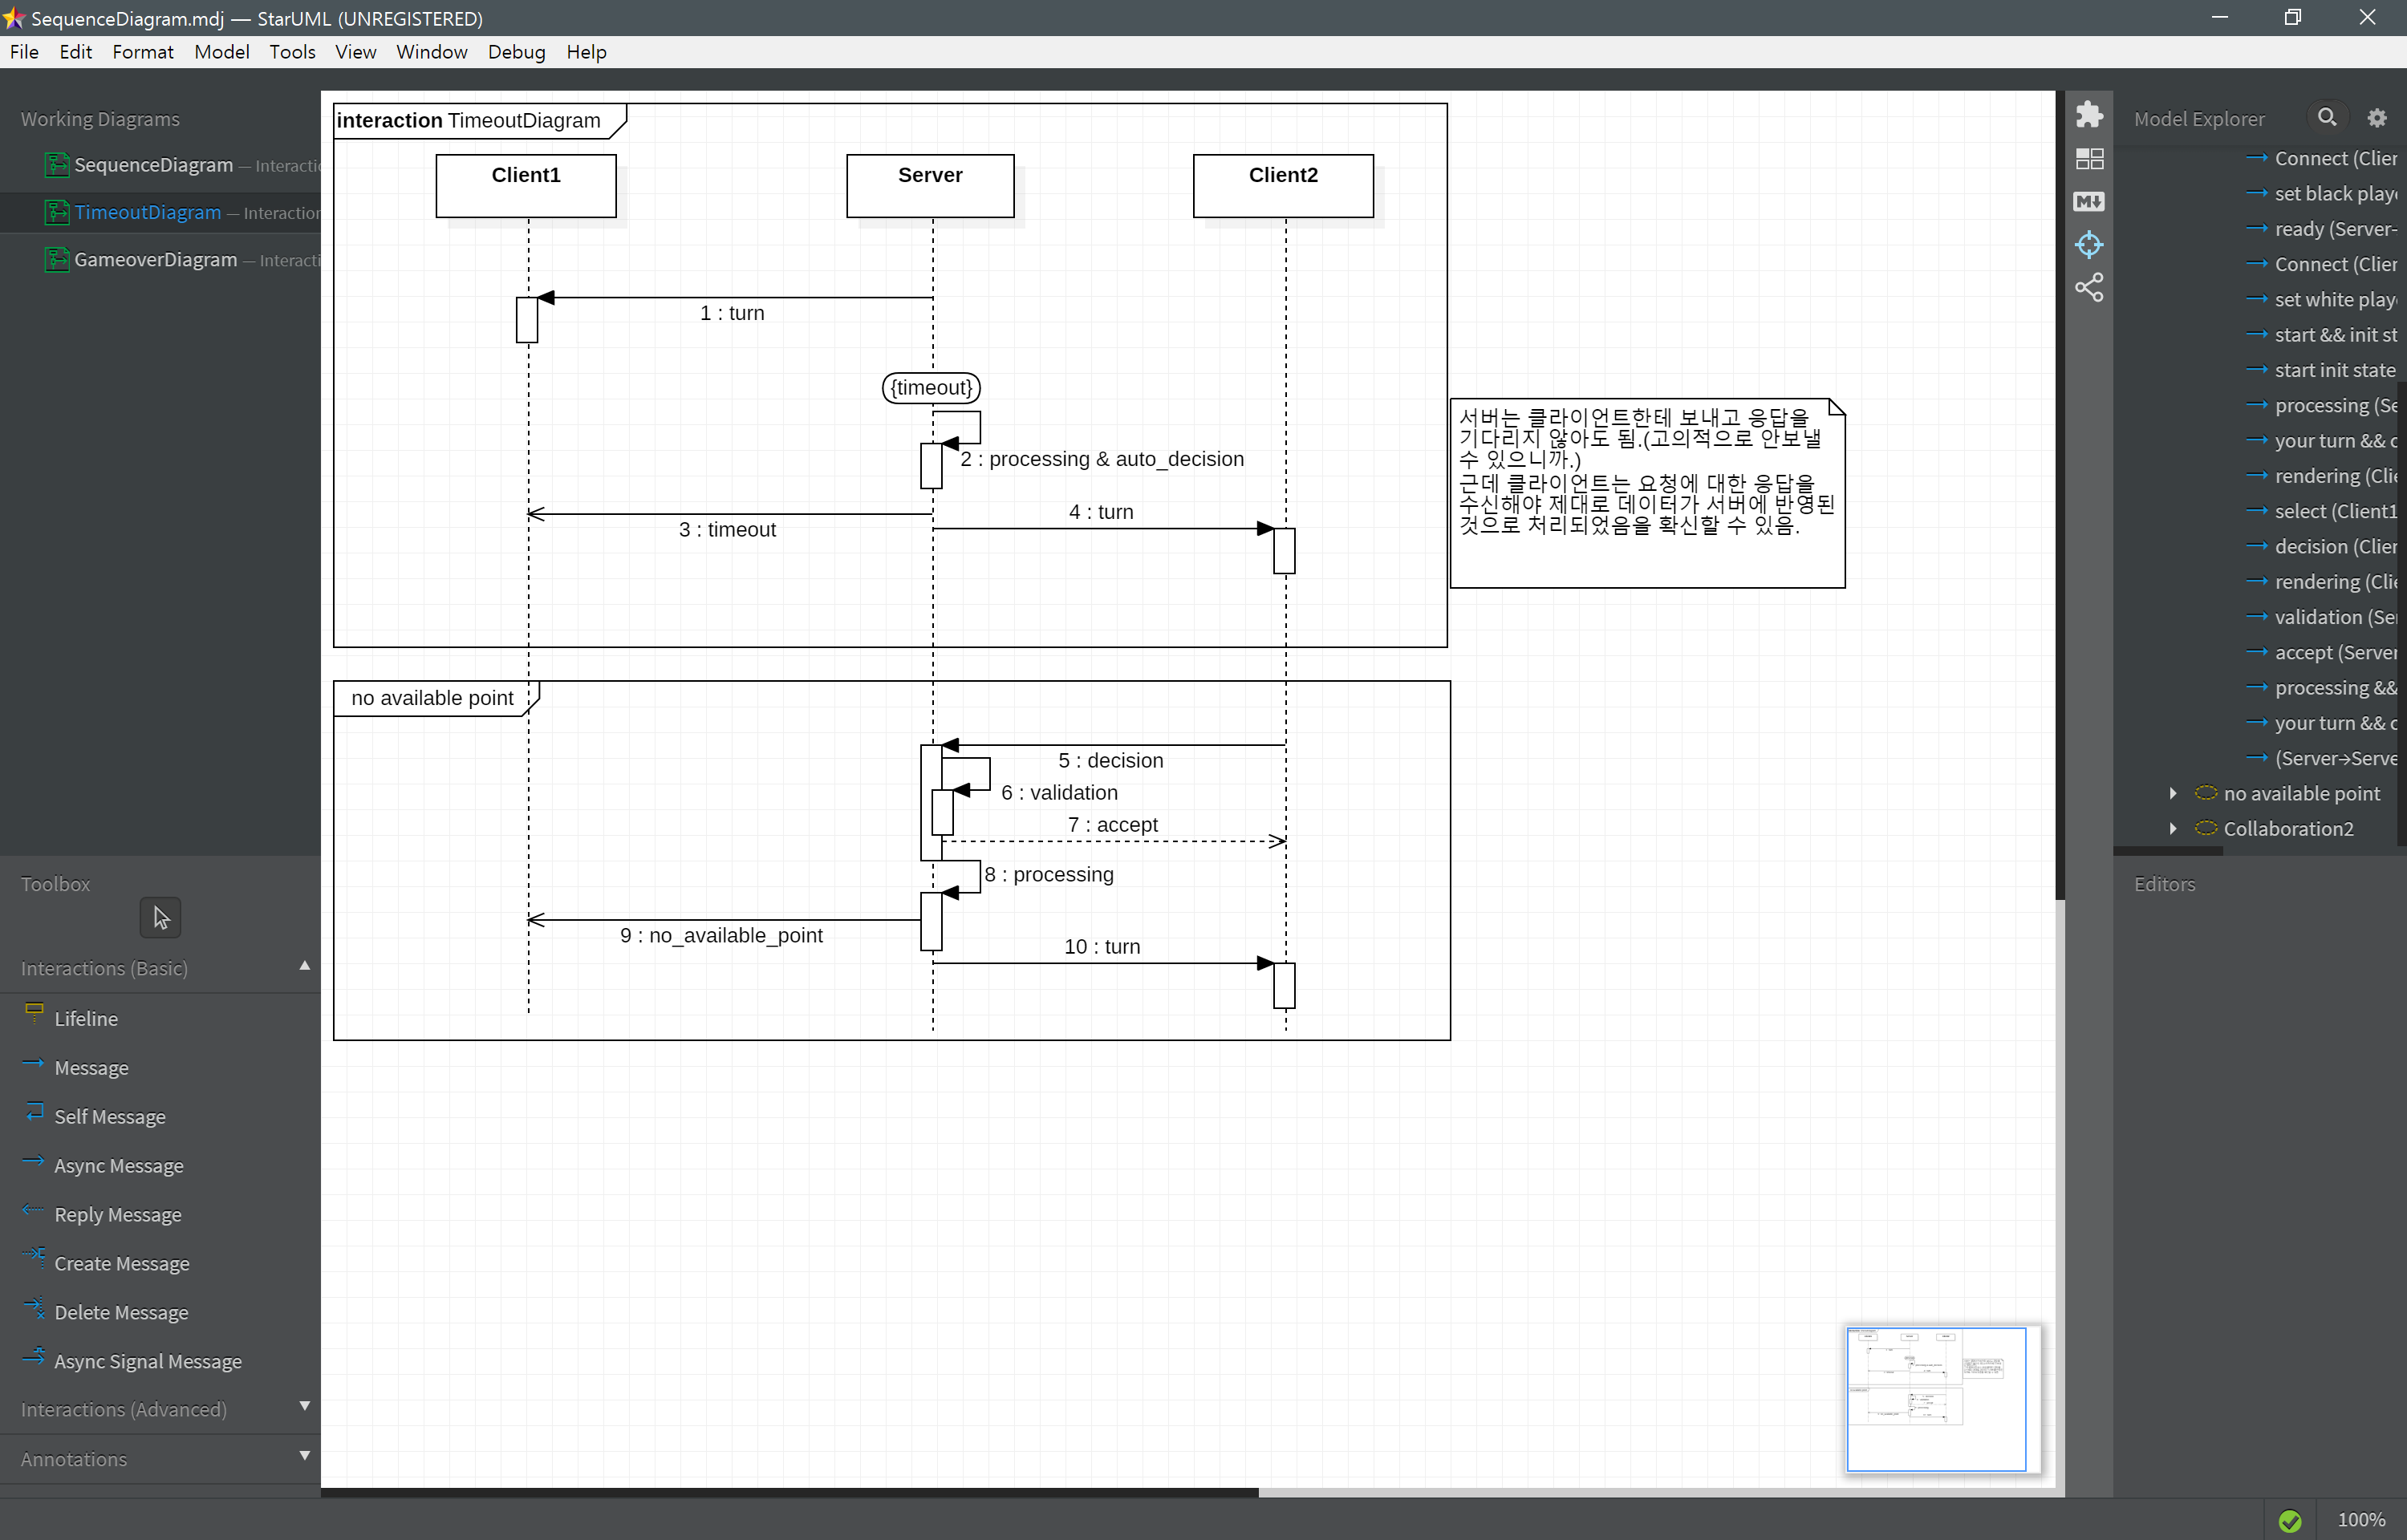 SequenceDiagram.mdj — StarUML (UNREGISTERED)
File Edit Format Model Tools View Window Debug Help
Working Diagrams
SequenceDiagram — Interactio
TimeoutDiagram — Interaction
GameoverDiagram — Interacti
Toolbox
Interactions (Basic)
Lifeline
Message
Self Message
Async Message
Reply Message
Create Message
Delete Message
Async Signal Message
Interactions (Advanced)
Annotations
interaction TimeoutDiagram
Client1
Server
Client2
1 : turn
{timeout}
2 : processing & auto_decision
3 : timeout
4 : turn
서버는 클라이언트한테 보내고 응답을
기다리지 않아도 됨.(고의적으로 안보낼
수 있으니까.)
근데 클라이언트는 요청에 대한 응답을
수신해야 제대로 데이터가 서버에 반영된
것으로 처리되었음을 확신할 수 있음.
no available point
5 : decision
6 : validation
7 : accept
8 : processing
9 : no_available_point
10 : turn
M
Model Explorer
Connect (Clien
set black playe
ready (Server-
Connect (Clien
set white playe
start && init st
start init state
processing (Se
your turn && c
rendering (Clie
select (Client1
decision (Clien
rendering (Clie
validation (Ser
accept (Server
processing &&
your turn && c
(Server→Serve
no available point
Collaboration2
Editors
100%